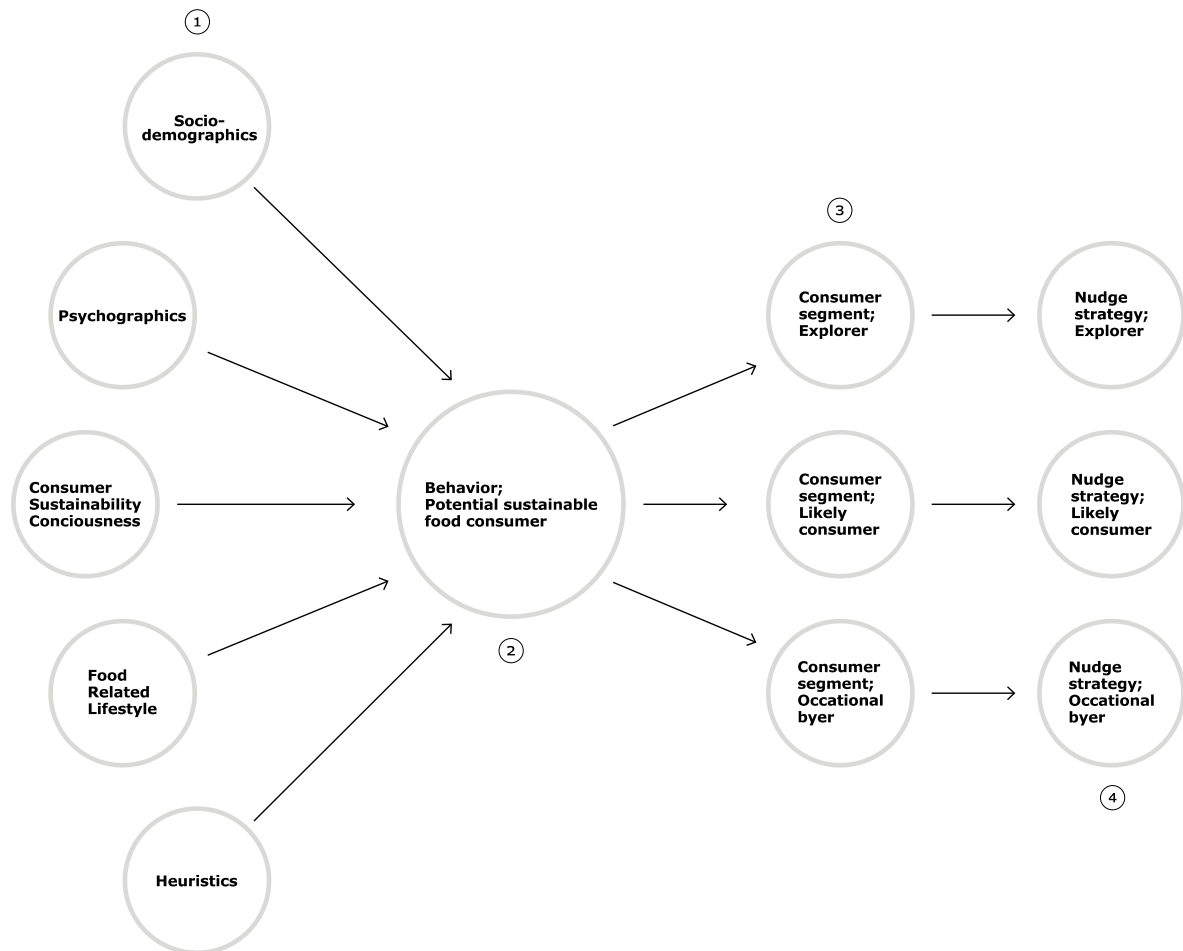 1
Socio-
demographics
Psychographics
Consumer
Sustainability
Conciousness
Food
Related
Lifestyle
Heuristics
Behavior;
Potential sustainable
food consumer
2
3
Consumer
segment;
Explorer
Nudge
strategy;
Explorer
Consumer
segment;
Likely
consumer
Nudge
strategy;
Likely
consumer
Consumer
segment;
Occational
byer
Nudge
strategy;
Occational
byer
4